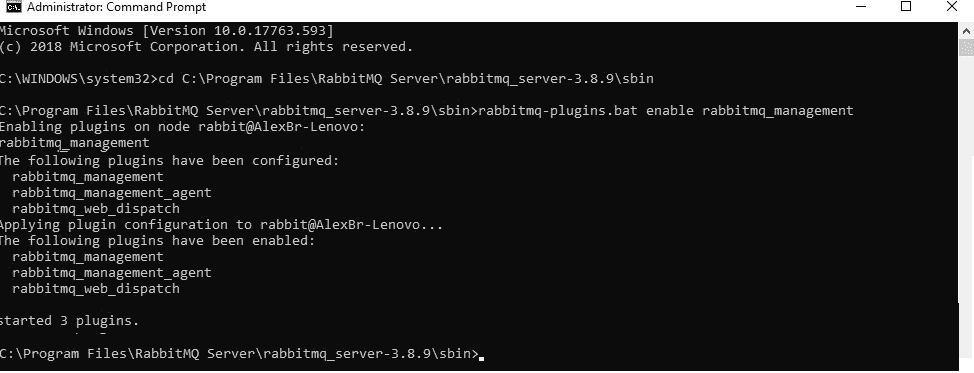 Administrator: Command Prompt
Microsoft Windows [Version 10.0.17763.593]
(c) 2018 Microsoft Corporation. All rights reserved.
C:\WINDOWS\system32>cd C:\Program Files\RabbitMQ Server\rabbitmq_server-3.8.9\sbin
C:\Program Files\RabbitMQ Server\rabbitmq_server-3.8.9\sbin>rabbitmq-plugins.bat enable rabbitmq_management
Enabling plugins on node rabbit@AlexBr-Lenovo:
rabbitmq_management
The following plugins have been configured:
  rabbitmq_management
  rabbitmq_management_agent
  rabbitmq_web_dispatch
Applying plugin configuration to rabbit@AlexBr-Lenovo...
The following plugins have been enabled:
  rabbitmq_management
  rabbitmq_management_agent
  rabbitmq_web_dispatch
started 3 plugins.
C:\Program Files\RabbitMQ Server\rabbitmq_server-3.8.9\sbin>